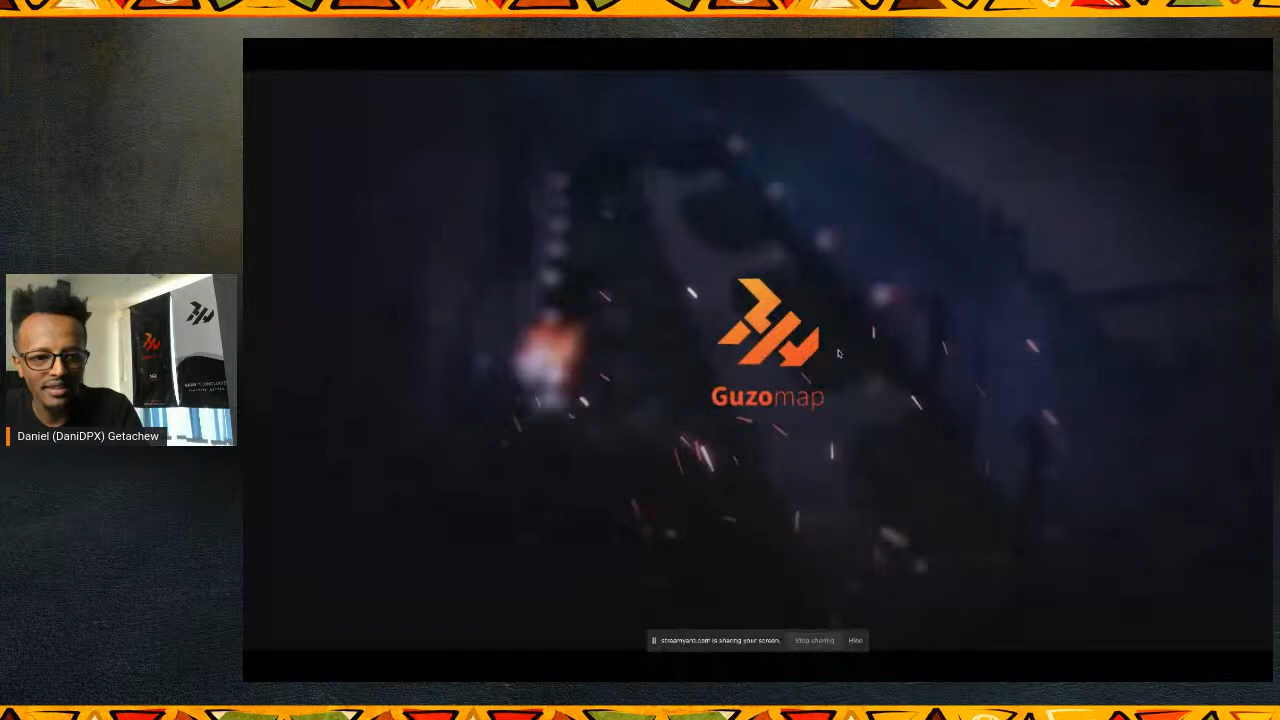 Guzomap
Daniel (DaniDPX) Getachew
streamyard.com is sharing your screen. Stop sharing Hide